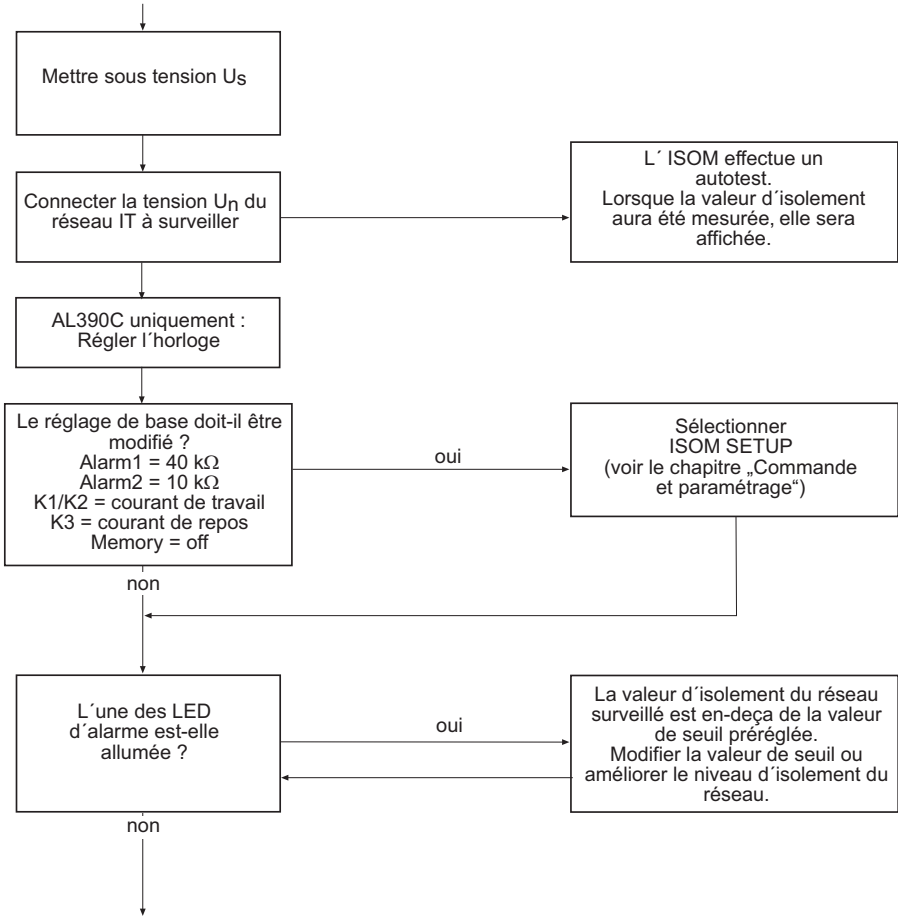 Mettre sous tension Us
Connecter la tension Un du
réseau IT à surveiller
L´ ISOM effectue un
autotest.
Lorsque la valeur d´isolement
aura été mesurée, elle sera
affichée.
AL390C uniquement :
Régler l´horloge
Le réglage de base doit-il être
modifié ?
Alarm1 = 40 kΩ
Alarm2 = 10 kΩ
K1/K2 = courant de travail
K3 = courant de repos
Memory = off
oui
Sélectionner
ISOM SETUP
(voir le chapitre „Commande
et paramétrage“)
non
L´une des LED
d´alarme est-elle
allumée ?
oui
La valeur d´isolement du réseau
surveillé est en-deça de la valeur
de seuil préréglée.
Modifier la valeur de seuil ou
améliorer le niveau d´isolement du
réseau.
non